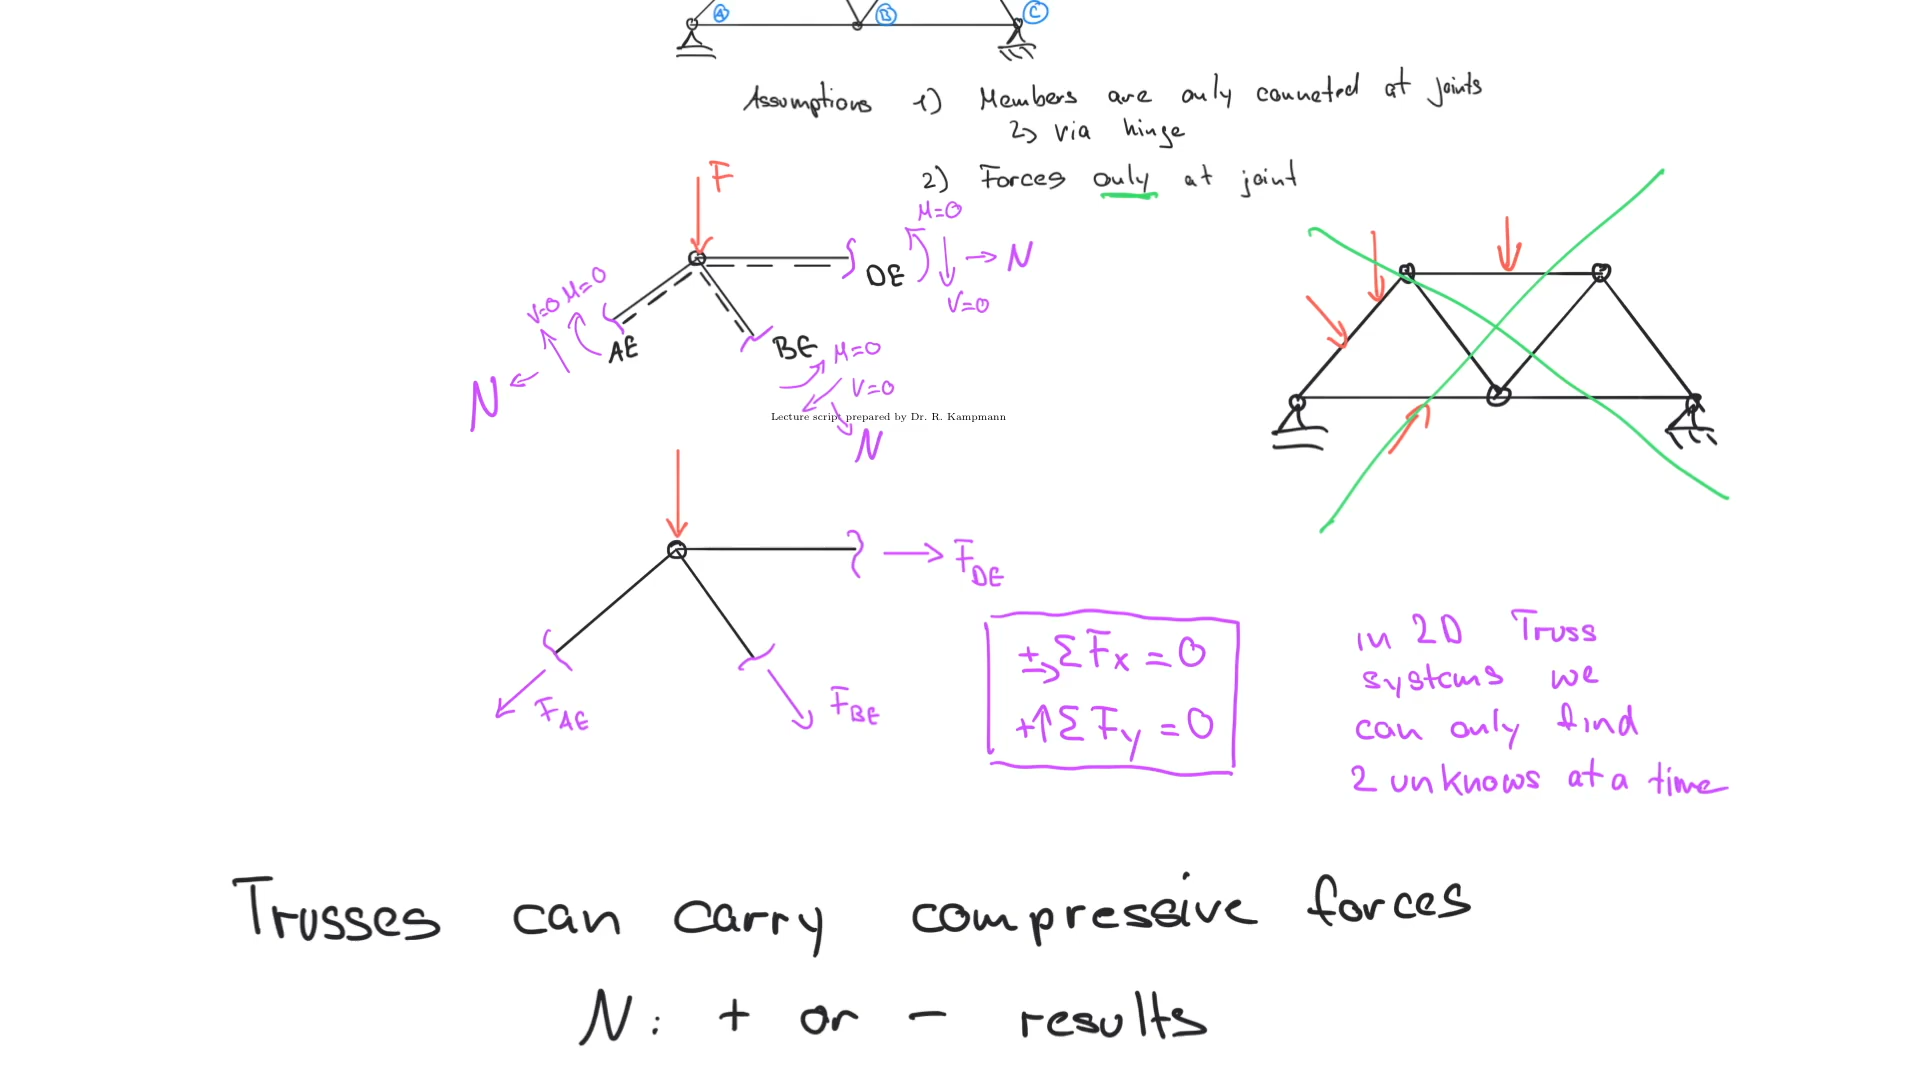 A B C
Assumptions 1) Members are only conneted at joints
2) via hinge
F
2) Forces only at joint
M=0
N
DE
V=0 M=0
V=0
AE
BE M=0
N
V=0
Lecture script prepared by Dr. R. Kampmann
N
F_DE
+ ΣFx = 0
in 2D Truss
systems we
F_AE
F_BE
+↑ΣFy = 0
can only find
2 unknows at a time
Trusses can carry compressive forces
N: + or - results